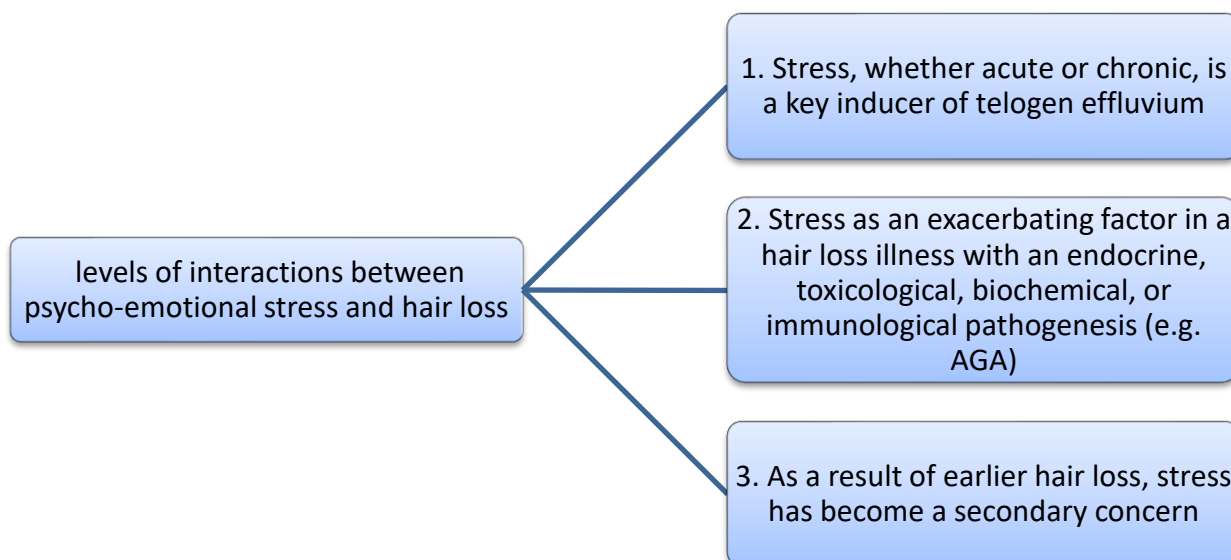 levels of interactions between
psycho-emotional stress and hair loss
1. Stress, whether acute or chronic, is
a key inducer of telogen effluvium
2. Stress as an exacerbating factor in a
hair loss illness with an endocrine,
toxicological, biochemical, or
immunological pathogenesis (e.g.
AGA)
3. As a result of earlier hair loss, stress
has become a secondary concern